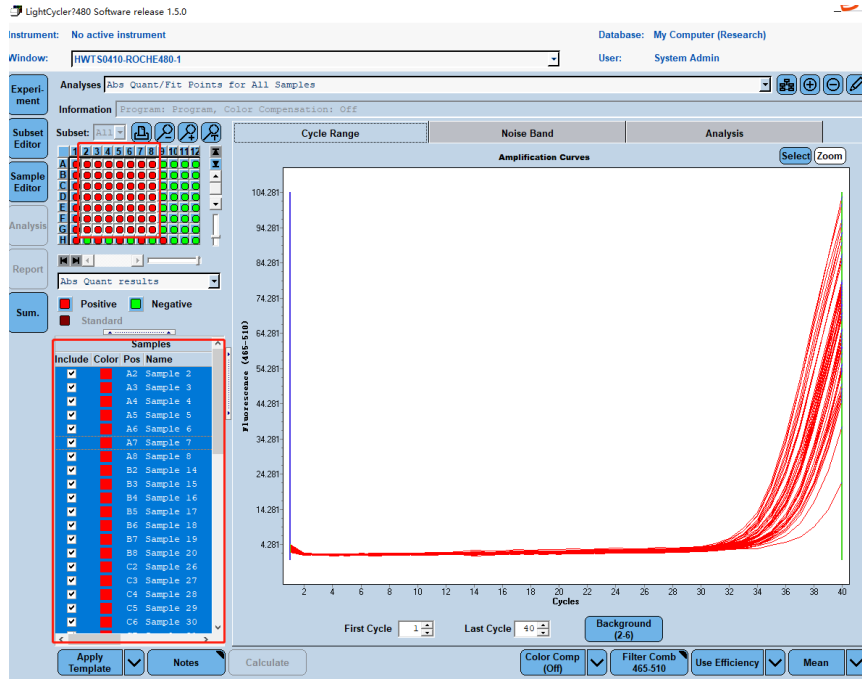 LightCycler?480 Software release 1.5.0
Instrument: No active instrument Database: My Computer (Research)
Window: HWTS0410-ROCHE480-1 User: System Admin
Experi-
ment
Analyses Abs Quant/Fit Points for All Samples
Information Program: Program, Color Compensation: Off
Subset
Editor
Subset: All
Cycle Range Noise Band Analysis
Amplification Curves Select Zoom
1 2 3 4 5 6 7 8 9 10 11 12
A
B
C
D
E
F
G
H
Sample
Editor
Analysis
Report
Sum.
Abs Quant results
Positive Negative
Standard
Samples
Include Color Pos Name
A2 Sample 2
A3 Sample 3
A4 Sample 4
A5 Sample 5
A6 Sample 6
A7 Sample 7
A8 Sample 8
B2 Sample 14
B3 Sample 15
B4 Sample 16
B5 Sample 17
B6 Sample 18
B7 Sample 19
B8 Sample 20
C2 Sample 26
C3 Sample 27
C4 Sample 28
C5 Sample 29
C6 Sample 30
Fluorescence (465-510)
104.281
94.281
84.281
74.281
64.281
54.281
44.281
34.281
24.281
14.281
4.281
2 4 6 8 10 12 14 16 18 20 22 24 26 28 30 32 34 36 38 40
Cycles
First Cycle 1 Last Cycle 40 Background
(2-6)
Apply
Template
Notes
Calculate
Color Comp
(Off)
Filter Comb
465-510
Use Efficiency
Mean